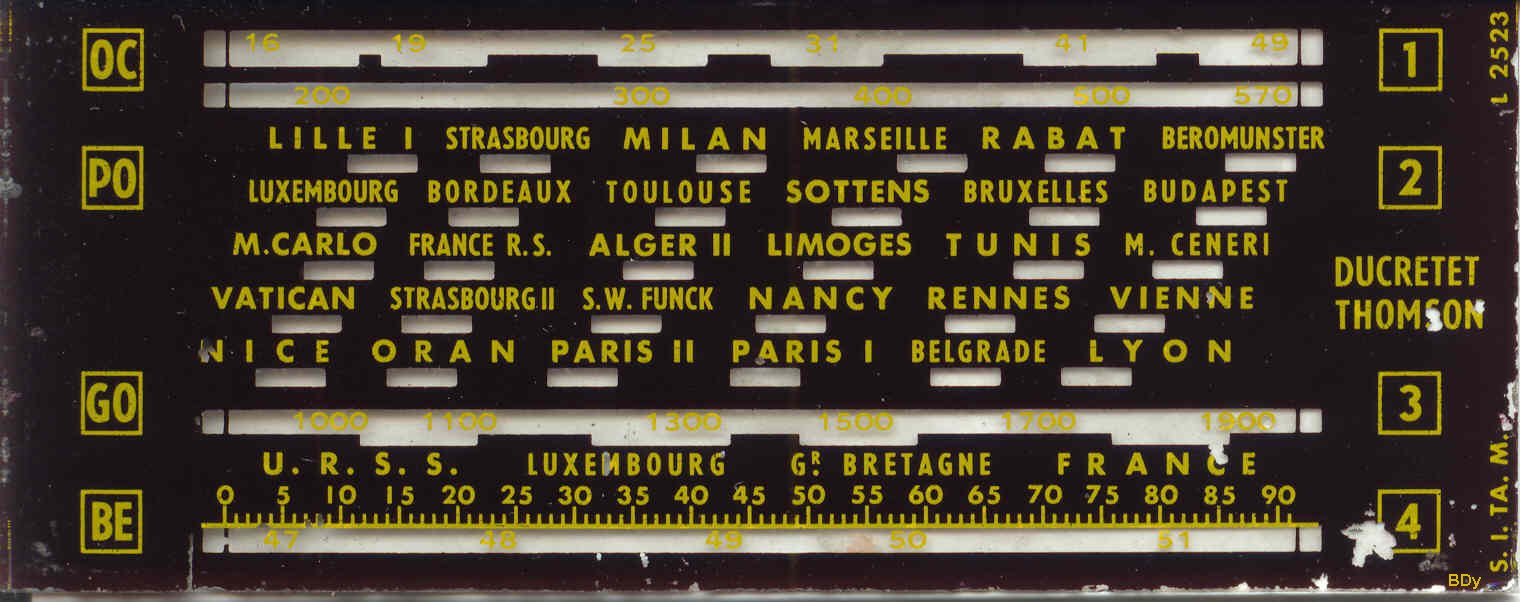 OC 16 19 25 31 41 49 1
200 300 400 500 570
LILLE I STRASBOURG MILAN MARSEILLE RABAT BEROMUNSTER
PO LUXEMBOURG BORDEAUX TOULOUSE SOTTENS BRUXELLES BUDAPEST 2
M.CARLO FRANCE R.S. ALGER II LIMOGES TUNIS M. CENERI
VATICAN STRASBOURG II S.W. FUNCK NANCY RENNES VIENNE
NICE ORAN PARIS II PARIS I BELGRADE LYON
DUCRETET
THOMSON
GO 1000 1100 1300 1500 1700 1900 3
U.R.S.S. LUXEMBOURG GR. BRETAGNE FRANCE
0 5 10 15 20 25 30 35 40 45 50 55 60 65 70 75 80 85 90
BE 47 48 49 50 51 4
L 2523
S.I.TA.M.
BDy